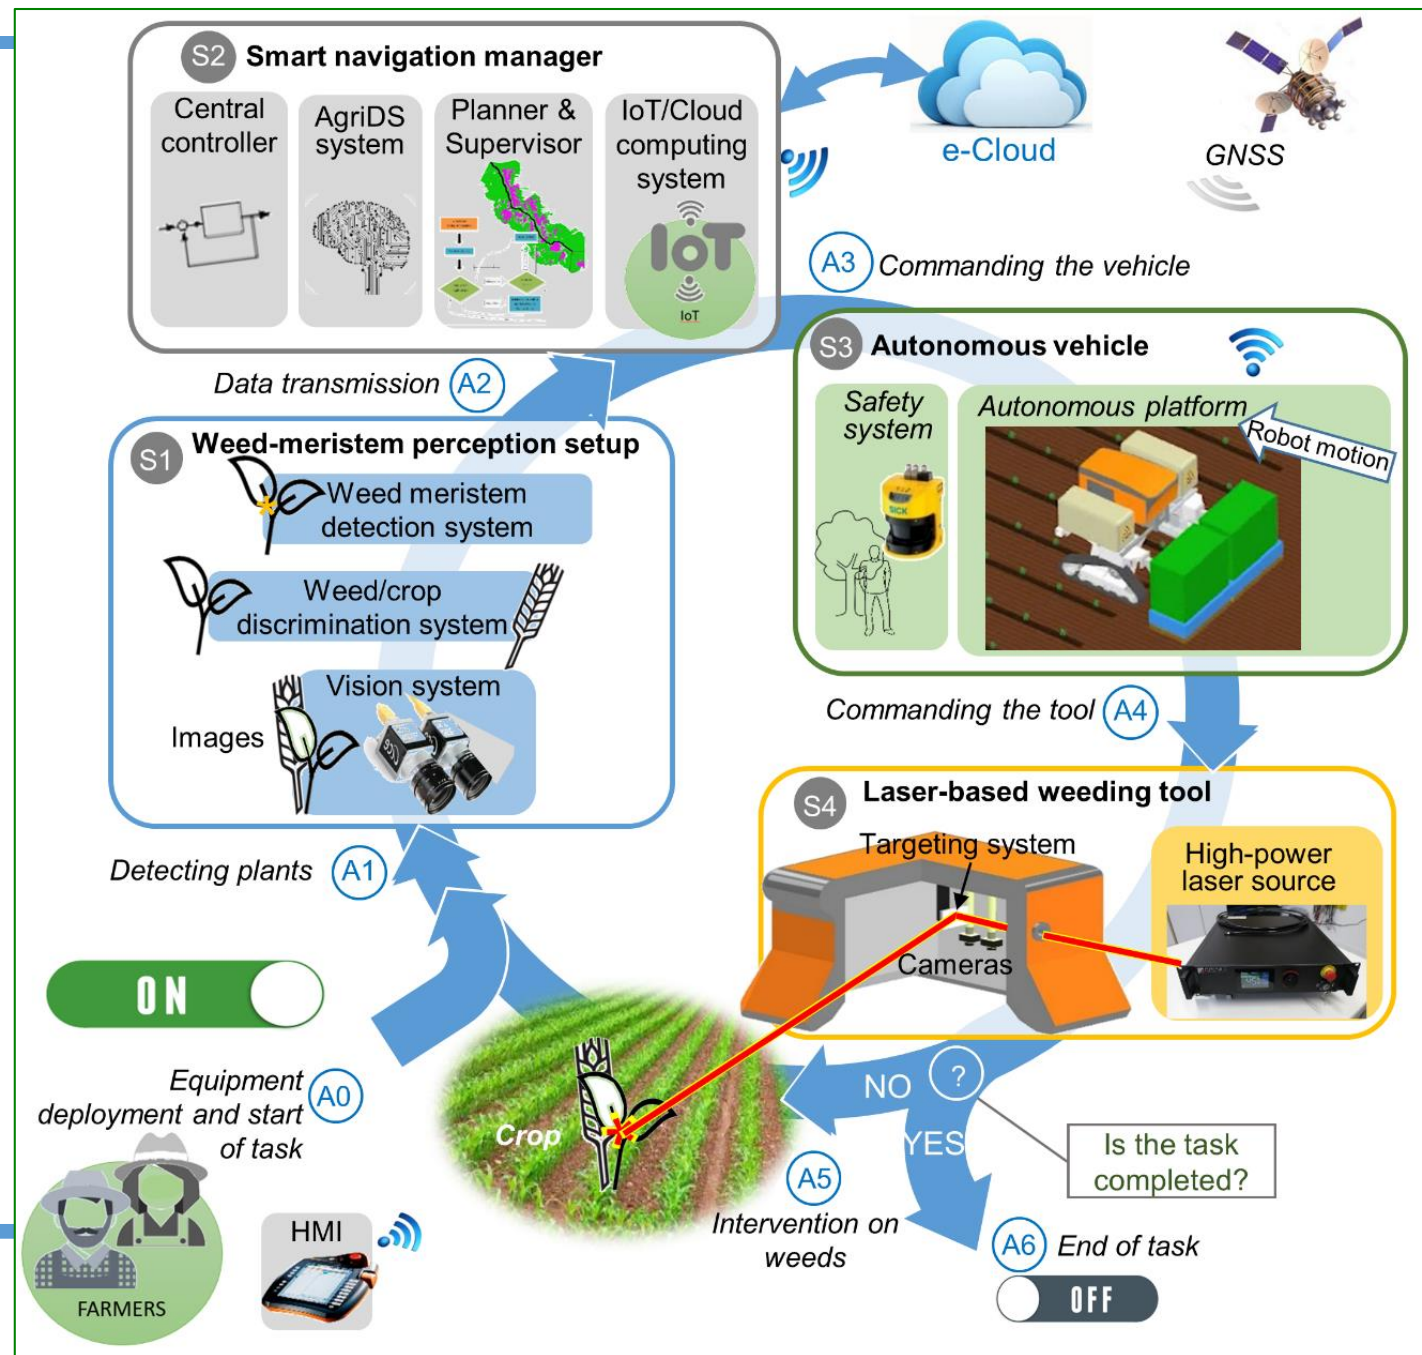 S2 Smart navigation manager
Central
controller
AgriDS
system
Planner &
Supervisor
IoT/Cloud
computing
system
IoT
IoT
e-Cloud
GNSS
A3 Commanding the vehicle
Data transmission A2
S3 Autonomous vehicle
Safety
system
SICK
Autonomous platform
Robot motion
S1 Weed-meristem perception setup
Weed meristem
detection system
Weed/crop
discrimination system
Vision system
Images
Commanding the tool A4
S4 Laser-based weeding tool
Targeting system
Cameras
High-power
laser source
Detecting plants A1
ON
Equipment
deployment and start
of task
A0
Crop
NO ?
YES
Is the task
completed?
A5
Intervention on
weeds
A6 End of task
OFF
HMI
FARMERS